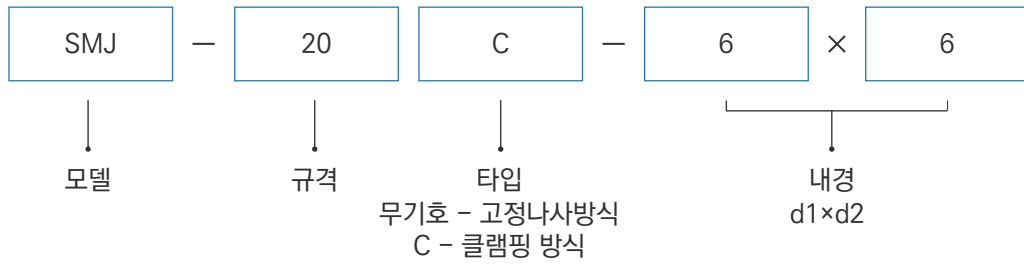 SMJ – 20 C – 6 × 6
모델 규격 타입 내경
무기호 – 고정나사방식 d1×d2
C – 클램핑 방식